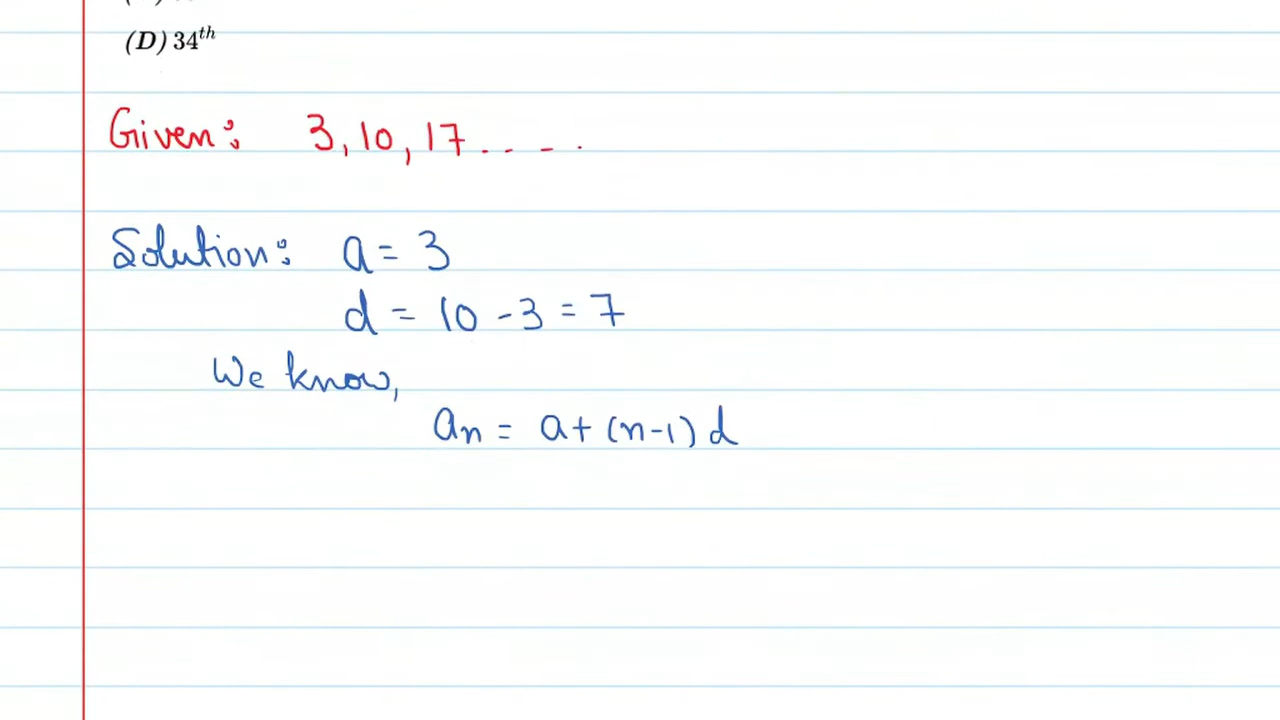 (D) 34th
Given: 3, 10, 17 . . - - .
Solution: a = 3
d = 10 - 3 = 7
We know,
an = a + (n-1) d